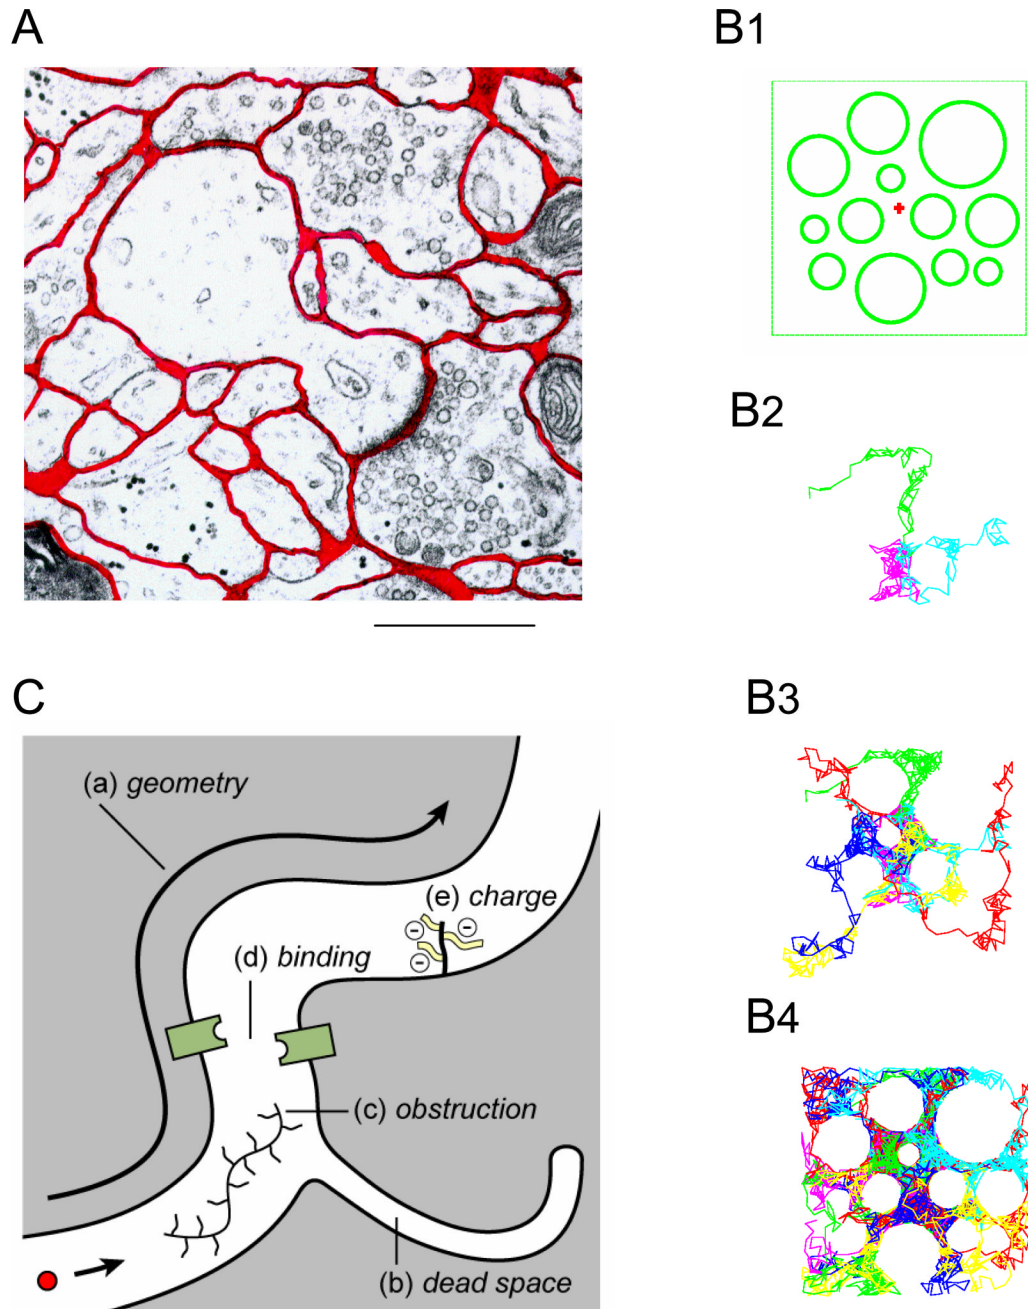 A
B1
B2
C
B3
(a) geometry
(e) charge
(d) binding
B4
(c) obstruction
(b) dead space